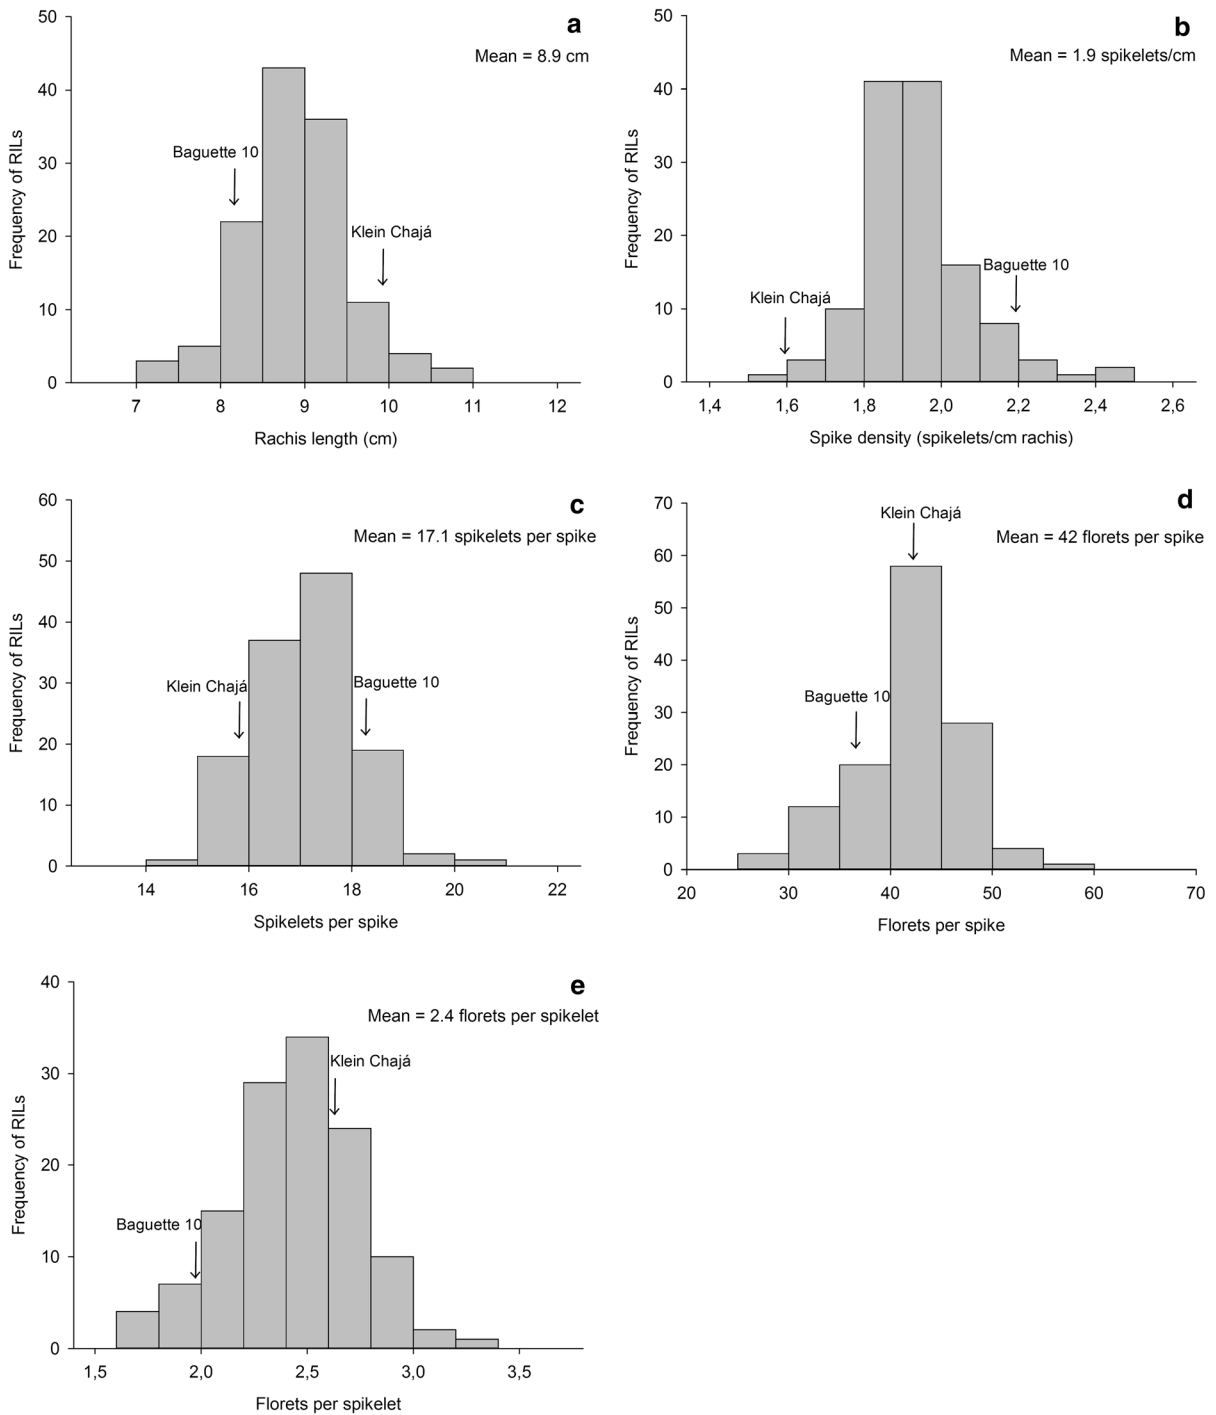 a
Mean = 8.9 cm
Frequency of RILs
50
40
30
20
10
0
Baguette 10
Klein Chajá
7 8 9 10 11 12
Rachis length (cm)
b
Mean = 1.9 spikelets/cm
Frequency of RILs
50
40
30
20
10
0
Klein Chajá
Baguette 10
1,4 1,6 1,8 2,0 2,2 2,4 2,6
Spike density (spikelets/cm rachis)
c
Mean = 17.1 spikelets per spike
Frequency of RILs
60
50
40
30
20
10
0
Klein Chajá
Baguette 10
14 16 18 20 22
Spikelets per spike
d
Mean = 42 florets per spike
Frequency of RILs
70
60
50
40
30
20
10
0
Klein Chajá
Baguette 10
20 30 40 50 60 70
Florets per spike
e
Mean = 2.4 florets per spikelet
Frequency of RILs
40
30
20
10
0
Klein Chajá
Baguette 10
1,5 2,0 2,5 3,0 3,5
Florets per spikelet